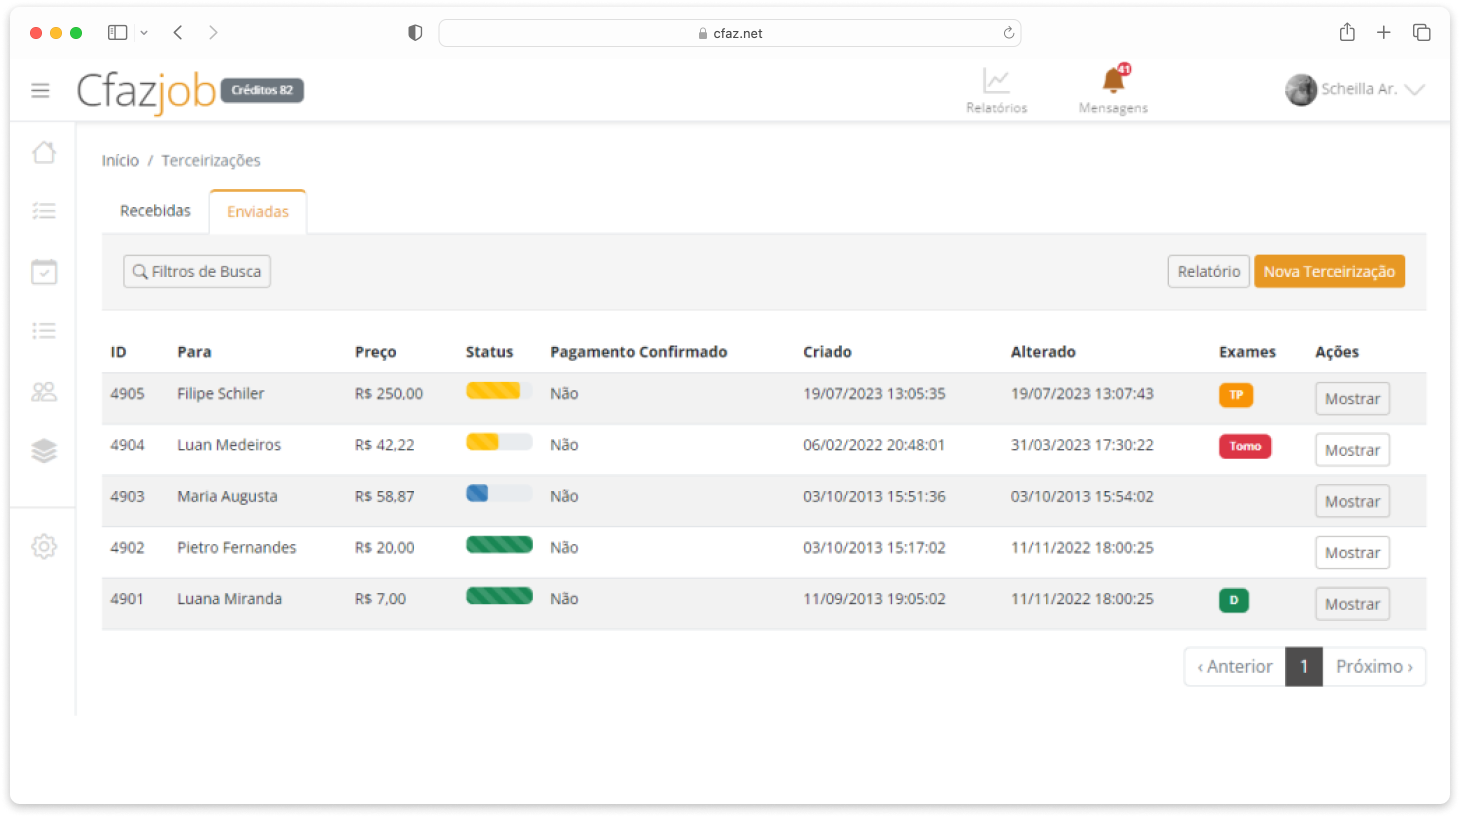 cfaz.net
Cfazjob Créditos 82
41
Relatórios Mensagens Scheilla Ar.
Início / Terceirizações
Recebidas Enviadas
Filtros de Busca Relatório Nova Terceirização
ID Para Preço Status Pagamento Confirmado Criado Alterado Exames Ações
4905 Filipe Schiler R$ 250,00 Não 19/07/2023 13:05:35 19/07/2023 13:07:43 TP Mostrar
4904 Luan Medeiros R$ 42,22 Não 06/02/2022 20:48:01 31/03/2023 17:30:22 Tomo Mostrar
4903 Maria Augusta R$ 58,87 Não 03/10/2013 15:51:36 03/10/2013 15:54:02 Mostrar
4902 Pietro Fernandes R$ 20,00 Não 03/10/2013 15:17:02 11/11/2022 18:00:25 Mostrar
4901 Luana Miranda R$ 7,00 Não 11/09/2013 19:05:02 11/11/2022 18:00:25 D Mostrar
‹ Anterior 1 Próximo ›